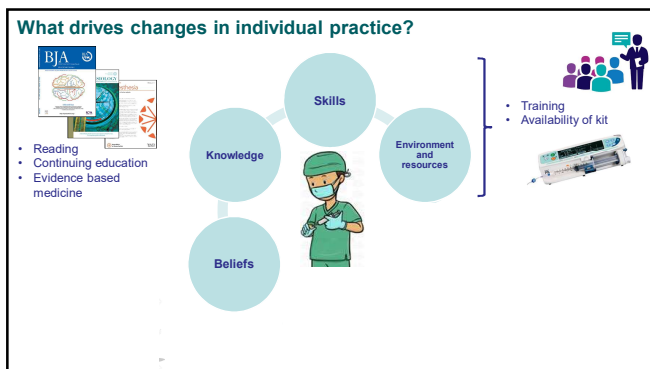 What drives changes in individual practice?
BJA
Skills
Knowledge
Environment
and
resources
Beliefs
• Reading
• Continuing education
• Evidence based
medicine
• Training
• Availability of kit